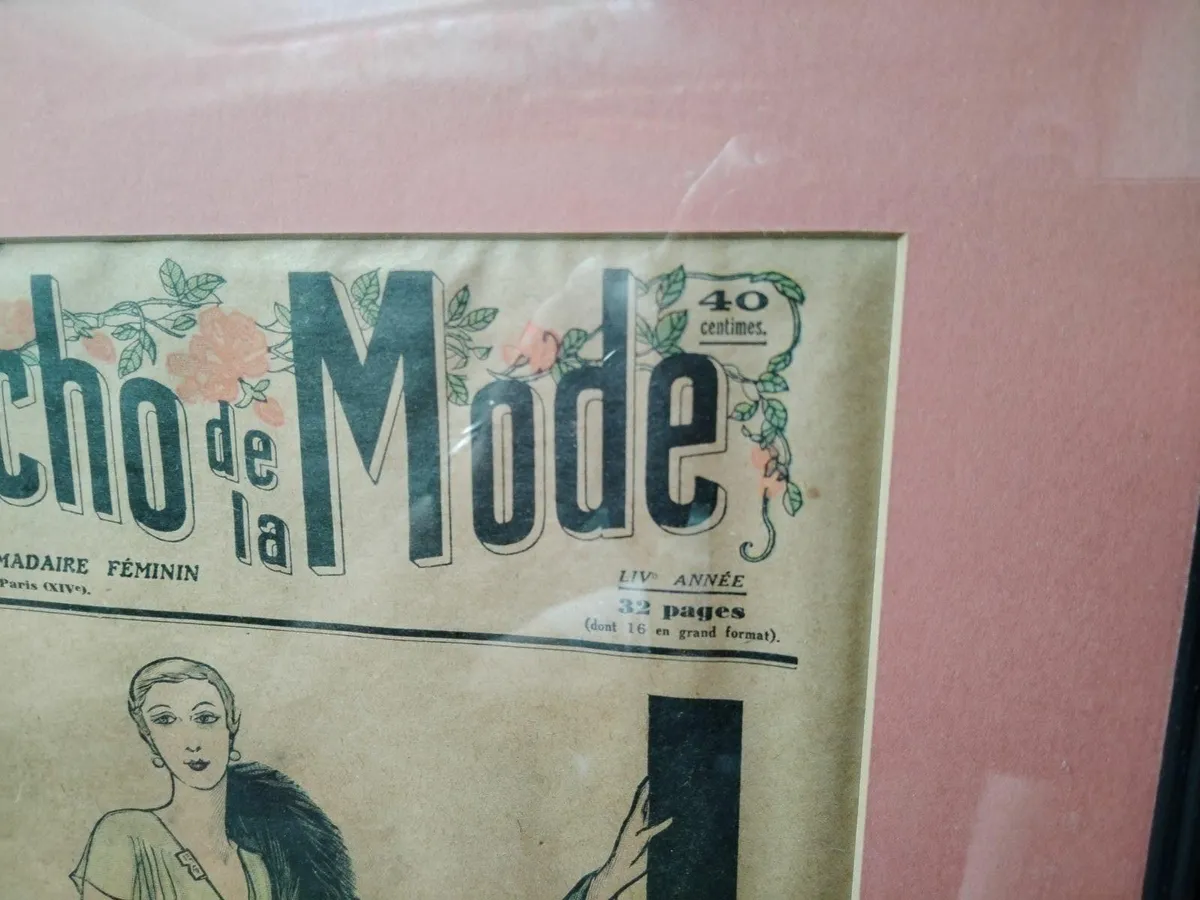 cho de la Mode
40
centimes.
MADAIRE FÉMININ
Paris (XIVᵉ).
LIVᵉ ANNÉE
32 pages
(dont 16 en grand format).